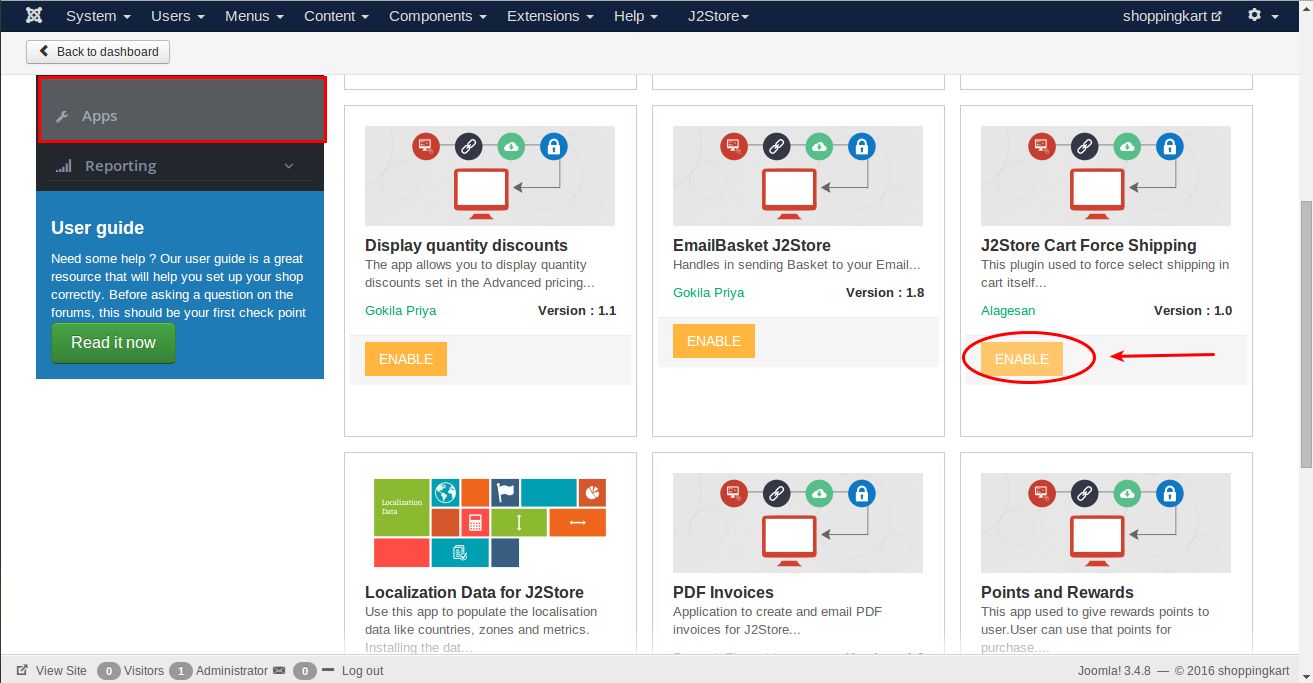 System Users Menus Content Components Extensions Help J2Store shoppingkart
Back to dashboard
Apps
Reporting
User guide
Need some help ? Our user guide is a great
resource that will help you set up your shop
correctly. Before asking a question on the
forums, this should be your first check point
Read it now
Display quantity discounts
The app allows you to display quantity
discounts set in the Advanced pricing...
Gokila Priya Version : 1.1
ENABLE
EmailBasket J2Store
Handles in sending Basket to your Email...
Gokila Priya Version : 1.8
ENABLE
J2Store Cart Force Shipping
This plugin used to force select shipping in
cart itself...
Alagesan Version : 1.0
ENABLE
Localization
Data
Localization Data for J2Store
Use this app to populate the localisation
data like countries, zones and metrics.
Installing the dat...
PDF Invoices
Application to create and email PDF
invoices for J2Store...
Points and Rewards
This app used to give rewards points to
user.User can use that points for
purchase....
View Site 0 Visitors 1 Administrator 0 Log out Joomla! 3.4.8 — © 2016 shoppingkart